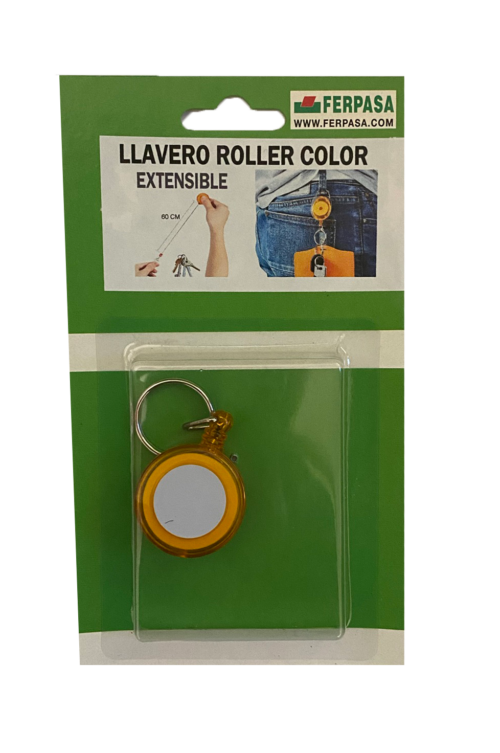 FERPASA
WWW.FERPASA.COM
LLAVERO ROLLER COLOR
EXTENSIBLE
60 CM